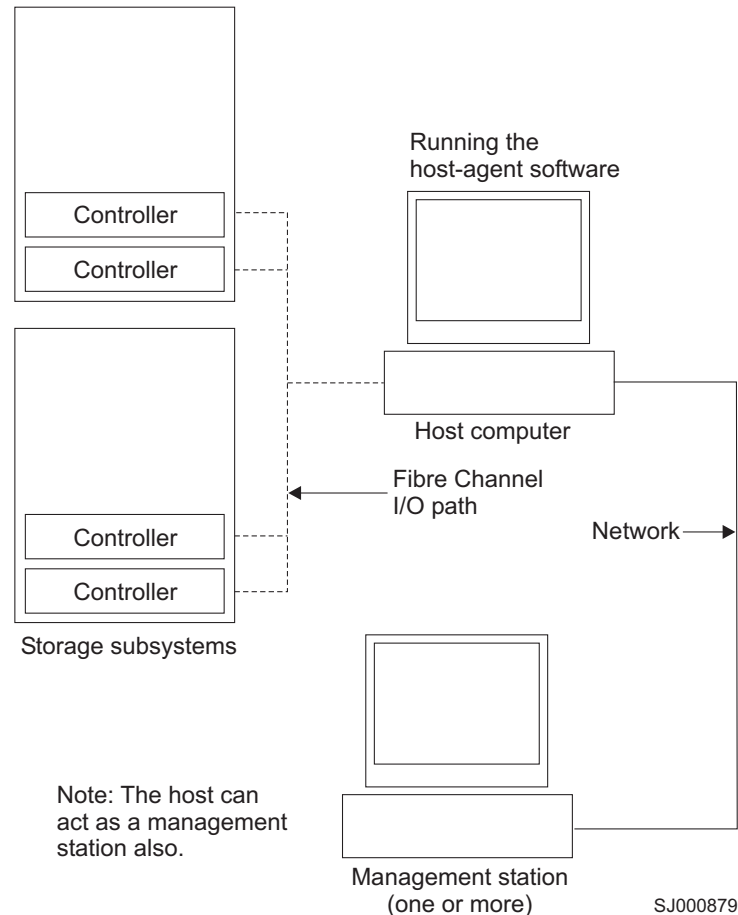 Running the
host-agent software
Controller
Controller
Host computer
Fibre Channel
I/O path
Controller
Network
Controller
Storage subsystems
Note: The host can
act as a management
station also.
Management station
(one or more)
SJ000879